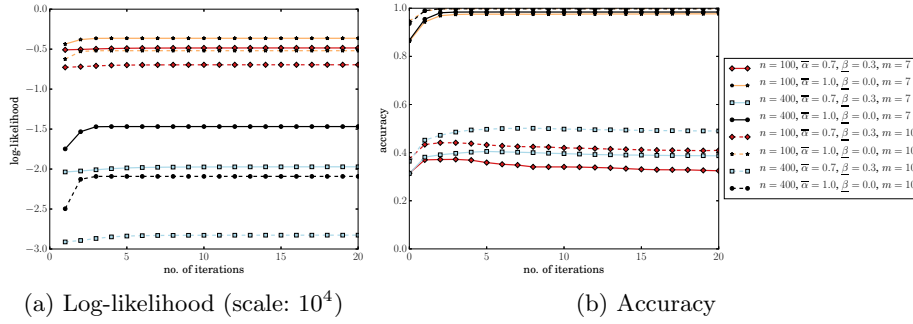 0.0
−0.5
−1.0
−1.5
−2.0
−2.5
−3.0
log-likelihood
0
5
10
15
20
no. of iterations
(a) Log-likelihood (scale: 10⁴)
1.0
0.8
0.6
0.4
0.2
0.0
accuracy
0
5
10
15
20
no. of iterations
(b) Accuracy
n = 100, α̅ = 0.7, β̲ = 0.3, m = 7
n = 100, α̅ = 1.0, β̲ = 0.0, m = 7
n = 400, α̅ = 0.7, β̲ = 0.3, m = 7
n = 400, α̅ = 1.0, β̲ = 0.0, m = 7
n = 100, α̅ = 0.7, β̲ = 0.3, m = 10
n = 100, α̅ = 1.0, β̲ = 0.0, m = 10
n = 400, α̅ = 0.7, β̲ = 0.3, m = 10
n = 400, α̅ = 1.0, β̲ = 0.0, m = 10